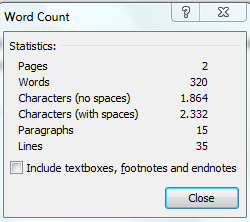 Word Count
Statistics:
Pages 2
Words 320
Characters (no spaces) 1.864
Characters (with spaces) 2.332
Paragraphs 15
Lines 35
Include textboxes, footnotes and endnotes
Close